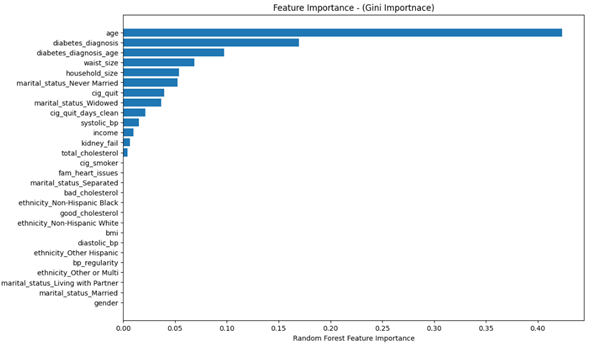 Feature Importance - (Gini Importnace)
age
diabetes_diagnosis
diabetes_diagnosis_age
waist_size
household_size
marital_status_Never Married
cig_quit
marital_status_Widowed
cig_quit_days_clean
systolic_bp
income
kidney_fail
total_cholesterol
cig_smoker
fam_heart_issues
marital_status_Separated
bad_cholesterol
ethnicity_Non-Hispanic Black
good_cholesterol
ethnicity_Non-Hispanic White
bmi
diastolic_bp
ethnicity_Other Hispanic
bp_regularity
ethnicity_Other or Multi
marital_status_Living with Partner
marital_status_Married
gender
0.00 0.05 0.10 0.15 0.20 0.25 0.30 0.35 0.40
Random Forest Feature Importance